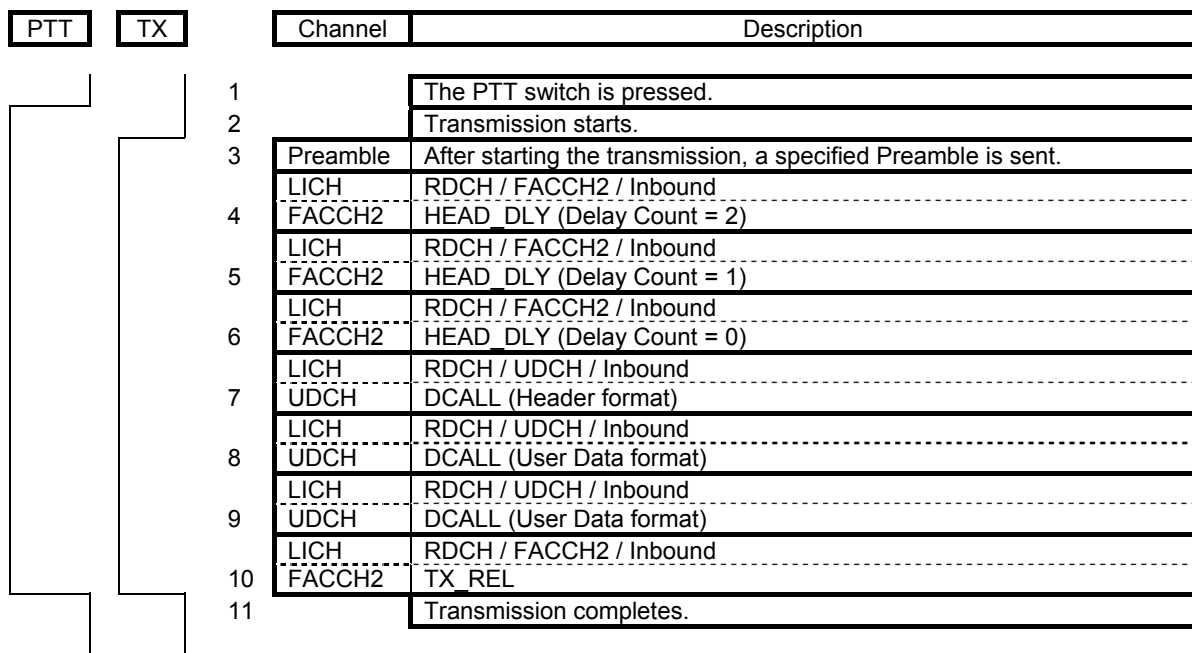 PTT TX Channel Description
1 The PTT switch is pressed.
2 Transmission starts.
3 Preamble After starting the transmission, a specified Preamble is sent.
LICH RDCH / FACCH2 / Inbound
4 FACCH2 HEAD_DLY (Delay Count = 2)
LICH RDCH / FACCH2 / Inbound
5 FACCH2 HEAD_DLY (Delay Count = 1)
LICH RDCH / FACCH2 / Inbound
6 FACCH2 HEAD_DLY (Delay Count = 0)
LICH RDCH / UDCH / Inbound
7 UDCH DCALL (Header format)
LICH RDCH / UDCH / Inbound
8 UDCH DCALL (User Data format)
LICH RDCH / UDCH / Inbound
9 UDCH DCALL (User Data format)
LICH RDCH / FACCH2 / Inbound
10 FACCH2 TX_REL
11 Transmission completes.